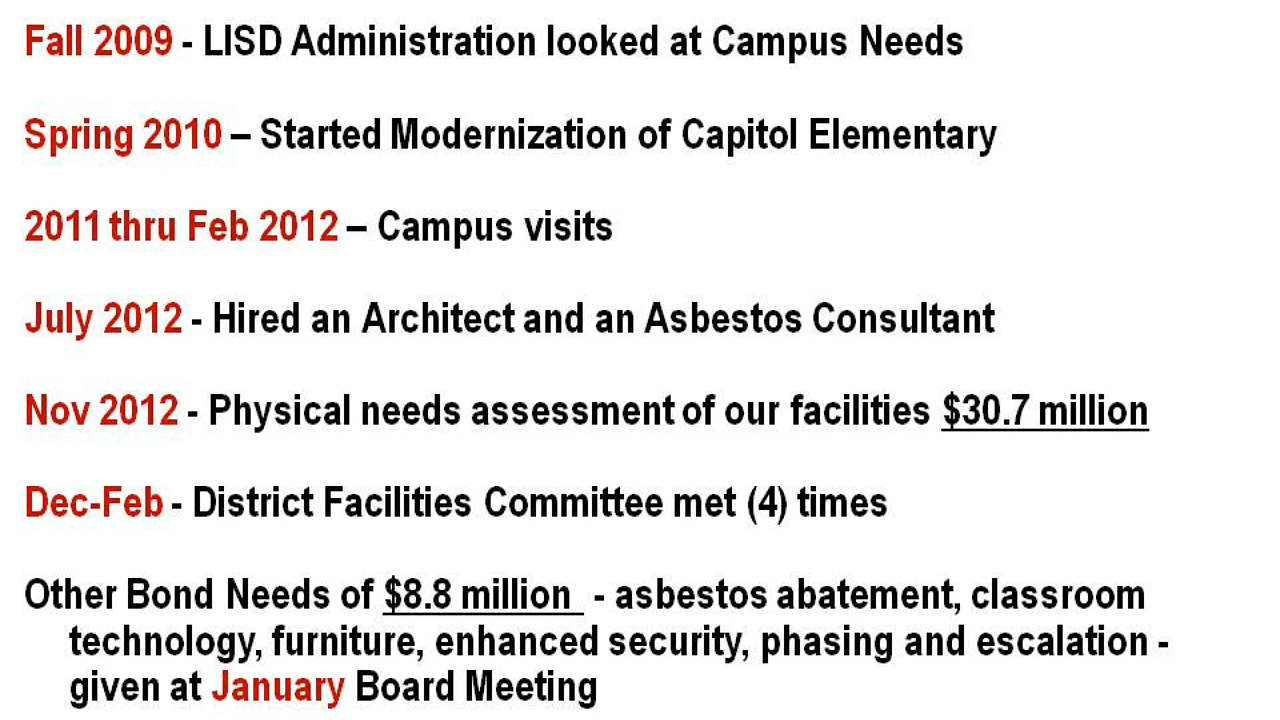 Fall 2009 - LISD Administration looked at Campus Needs
Spring 2010 – Started Modernization of Capitol Elementary
2011 thru Feb 2012 – Campus visits
July 2012 - Hired an Architect and an Asbestos Consultant
Nov 2012 - Physical needs assessment of our facilities $30.7 million
Dec-Feb - District Facilities Committee met (4) times
Other Bond Needs of $8.8 million - asbestos abatement, classroom
technology, furniture, enhanced security, phasing and escalation -
given at January Board Meeting